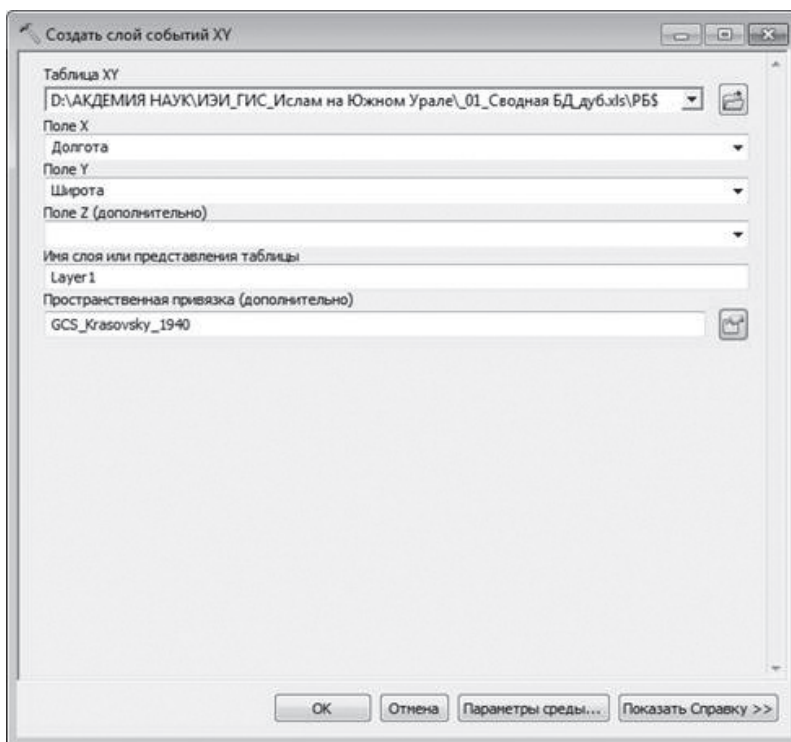 Создать слой событий XY
Таблица XY
D:\АКДЕМИЯ НАУК\ИЭИ_ГИС_Ислам на Южном Урале\_01_Сводная БД_дуб.xls\РБ$
Поле X
Долгота
Поле Y
Широта
Поле Z (дополнительно)
Имя слоя или представления таблицы
Layer1
Пространственная привязка (дополнительно)
GCS_Krasovsky_1940
OK
Отмена
Параметры среды...
Показать Справку >>